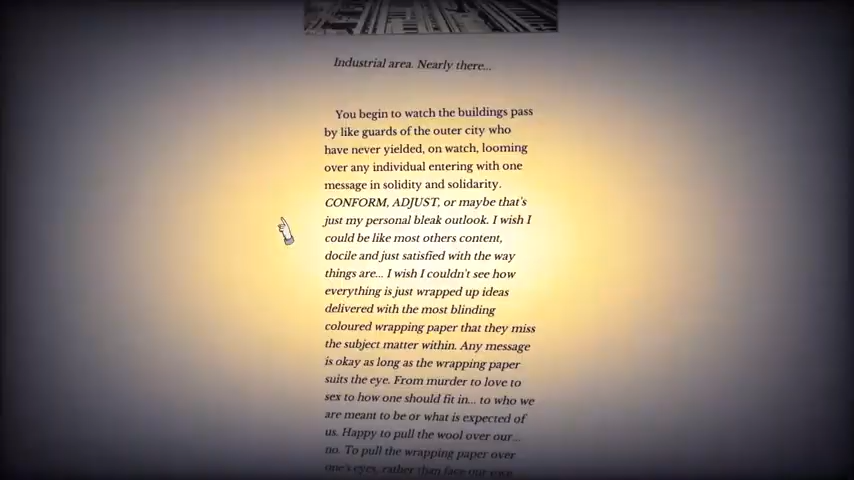 Industrial area. Nearly there...
You begin to watch the buildings pass
by like guards of the outer city who
have never yielded, on watch, looming
over any individual entering with one
message in solidity and solidarity.
CONFORM, ADJUST, or maybe that's
just my personal bleak outlook. I wish I
could be like most others content,
docile and just satisfied with the way
things are... I wish I couldn't see how
everything is just wrapped up ideas
delivered with the most blinding
coloured wrapping paper that they miss
the subject matter within. Any message
is okay as long as the wrapping paper
suits the eye. From murder to love to
sex to how one should fit in... to who we
are meant to be or what is expected of
us. Happy to pull the wool over our...
no. To pull the wrapping paper over
one's eyes, rather than face our own